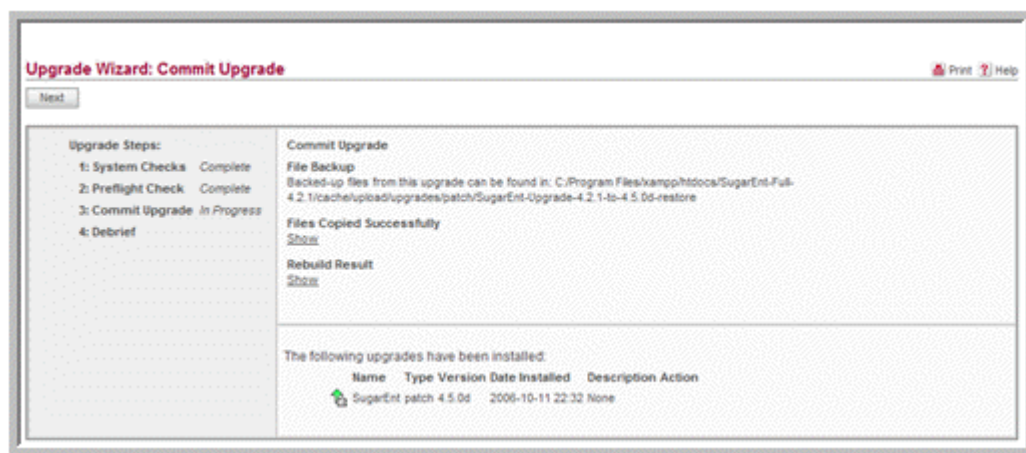 Upgrade Wizard: Commit Upgrade
Print ? Help
Next
Upgrade Steps:
1: System Checks Complete
2: Preflight Check Complete
3: Commit Upgrade In Progress
4: Debrief
Commit Upgrade
File Backup
Backed-up files from this upgrade can be found in: C:/Program Files/xampp/htdocs/SugarEnt-Full-
4.2.1/cache/upload/upgrades/patch/SugarEnt-Upgrade-4.2.1-to-4.5.0d-restore
Files Copied Successfully
Show
Rebuild Result
Show
The following upgrades have been installed:
Name Type Version Date Installed Description Action
SugarEnt patch 4.5.0d 2006-10-11 22:32 None